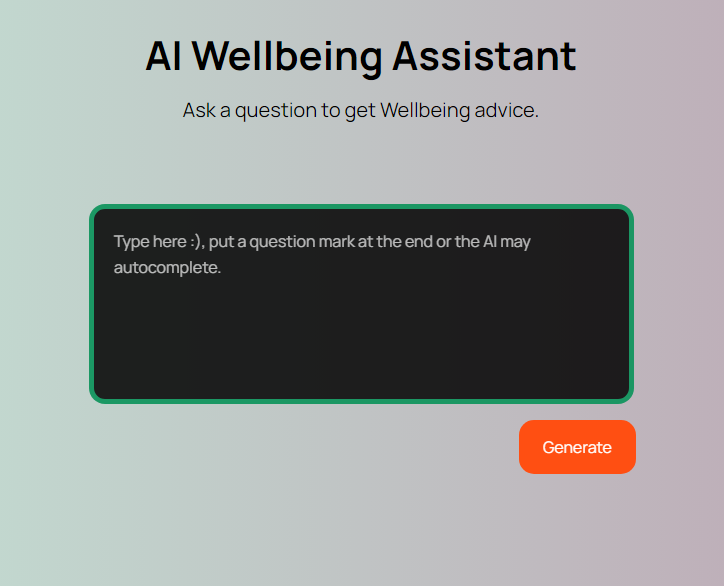 AI Wellbeing Assistant
Ask a question to get Wellbeing advice.
Type here :), put a question mark at the end or the AI may
autocomplete.
Generate